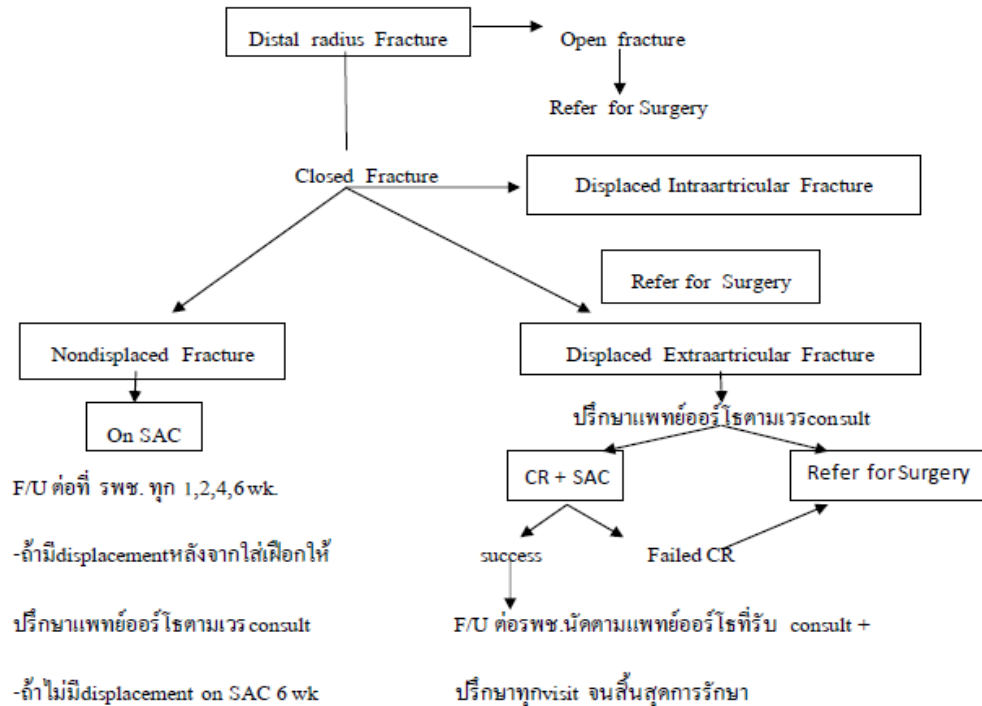 Distal radius Fracture
Open fracture
Refer for Surgery
Closed Fracture
Displaced Intraartricular Fracture
Refer for Surgery
Nondisplaced Fracture
Displaced Extraartricular Fracture
On SAC
ปรึกษาแพทย์ออร์โธตามเวรconsult
F/U ต่อที่ รพช. ทุก 1,2,4,6 wk.
CR + SAC
Refer for Surgery
-ถ้ามีdisplacementหลังจากใส่เฝือกให้
success
Failed CR
ปรึกษาแพทย์ออร์โธตามเวร consult
F/U ต่อรพช.นัดตามแพทย์ออร์โธที่รับ consult +
-ถ้าไม่มีdisplacement on SAC 6 wk
ปรึกษาทุกvisit จนสิ้นสุดการรักษา